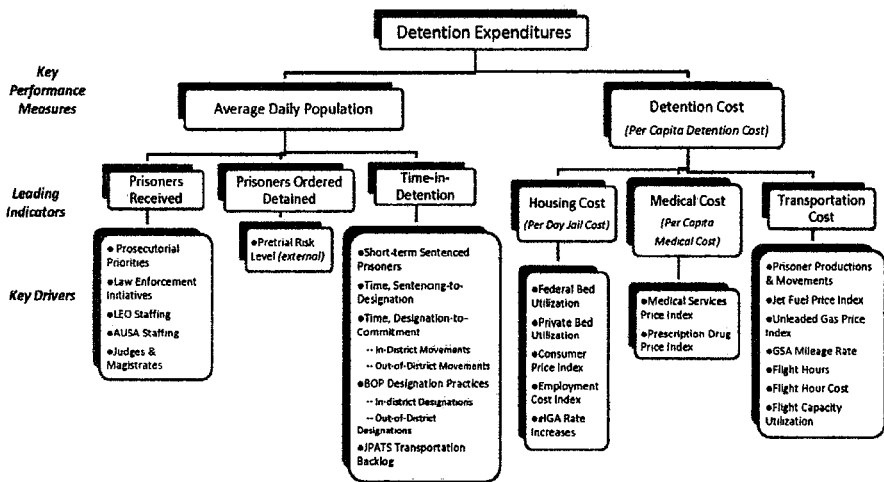 Detention Expenditures
Key
Performance
Measures
Average Daily Population
Detention Cost
(Per Capita Detention Cost)
Leading
Indicators
Prisoners
Received
Prisoners Ordered
Detained
Time-in-
Detention
Housing Cost
(Per Day Jail Cost)
Medical Cost
(Per Capita
Medical Cost)
Transportation
Cost
Key Drivers
●Prosecutorial
Priorities
●Law Enforcement
Initiatives
●LEO Staffing
●AUSA Staffing
●Judges &
Magistrates
●Pretrial Risk
Level (external)
●Short-term Sentenced
Prisoners
●Time, Sentencing-to-
Designation
●Time, Designation-to-
Commitment
-- In-District Movements
-- Out-of-District Movements
●BOP Designation Practices
-- In-district Designations
-- Out-of-District
Designations
●JPATS Transportation
Backlog
●Federal Bed
Utilization
●Private Bed
Utilization
●Consumer
Price Index
●Employment
Cost Index
●eIGA Rate
Increases
●Medical Services
Price Index
●Prescription Drug
Price Index
●Prisoner Productions
& Movements
●Jet Fuel Price Index
●Unleaded Gas Price
Index
●GSA Mileage Rate
●Flight Hours
●Flight Hour Cost
●Flight Capacity
Utilization